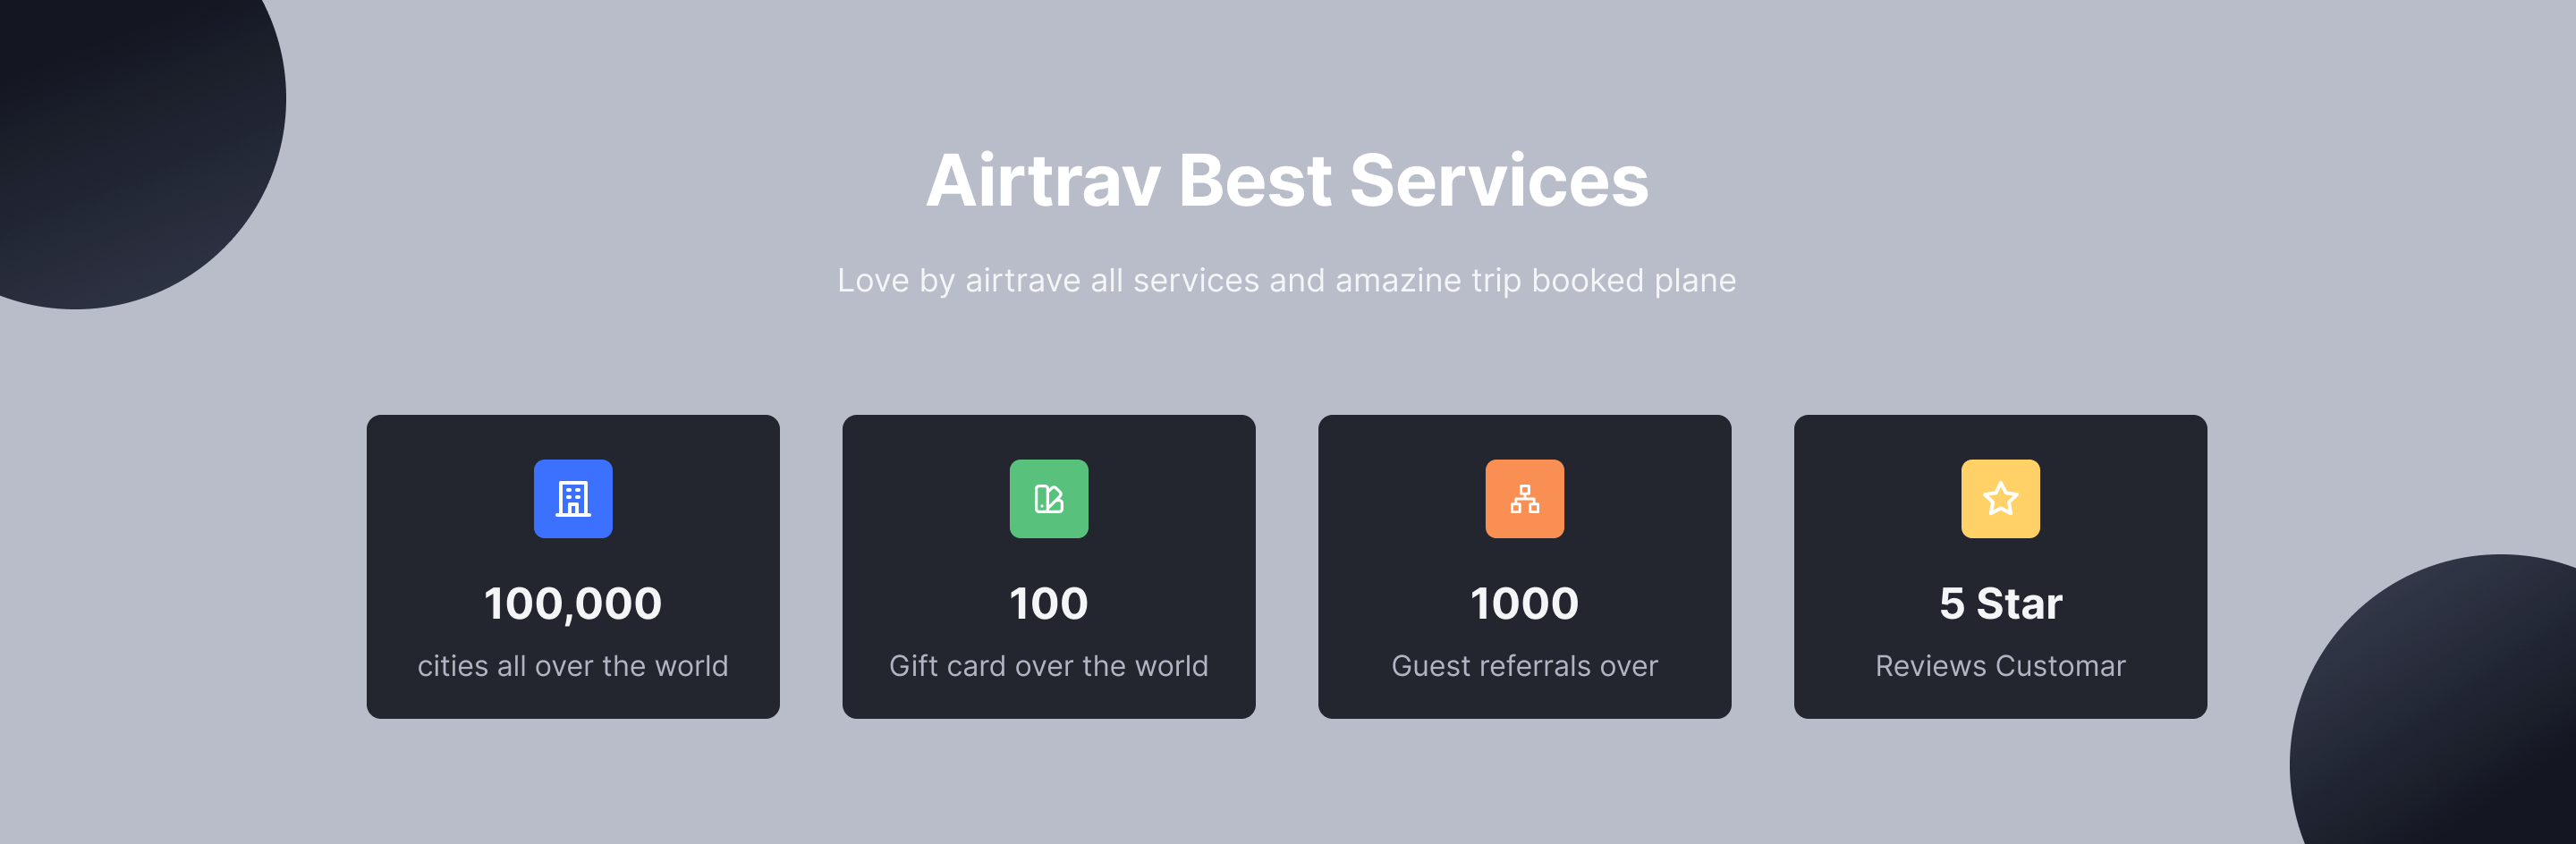 Airtrav Best Services
Love by airtrave all services and amazine trip booked plane
100,000
cities all over the world
100
Gift card over the world
1000
Guest referrals over
5 Star
Reviews Customar